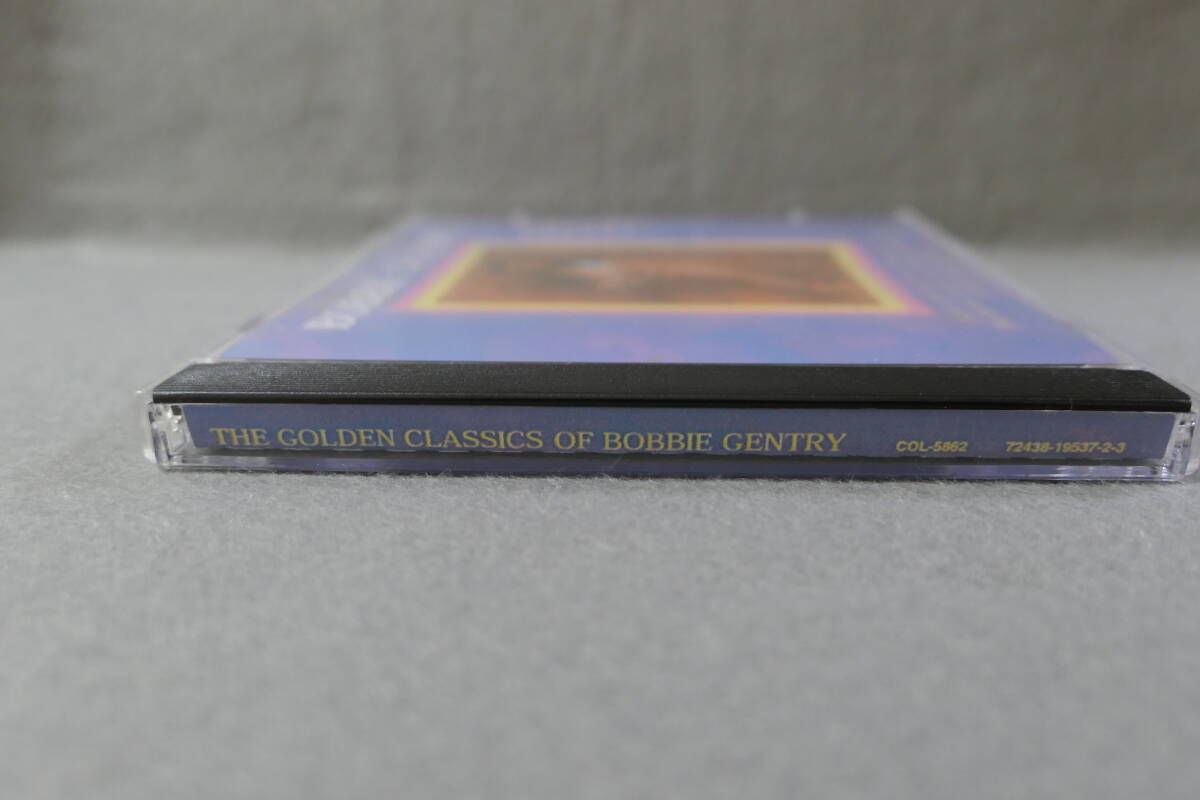 THE GOLDEN CLASSICS OF BOBBIE GENTRY COL-5862 72438-19537-2-3